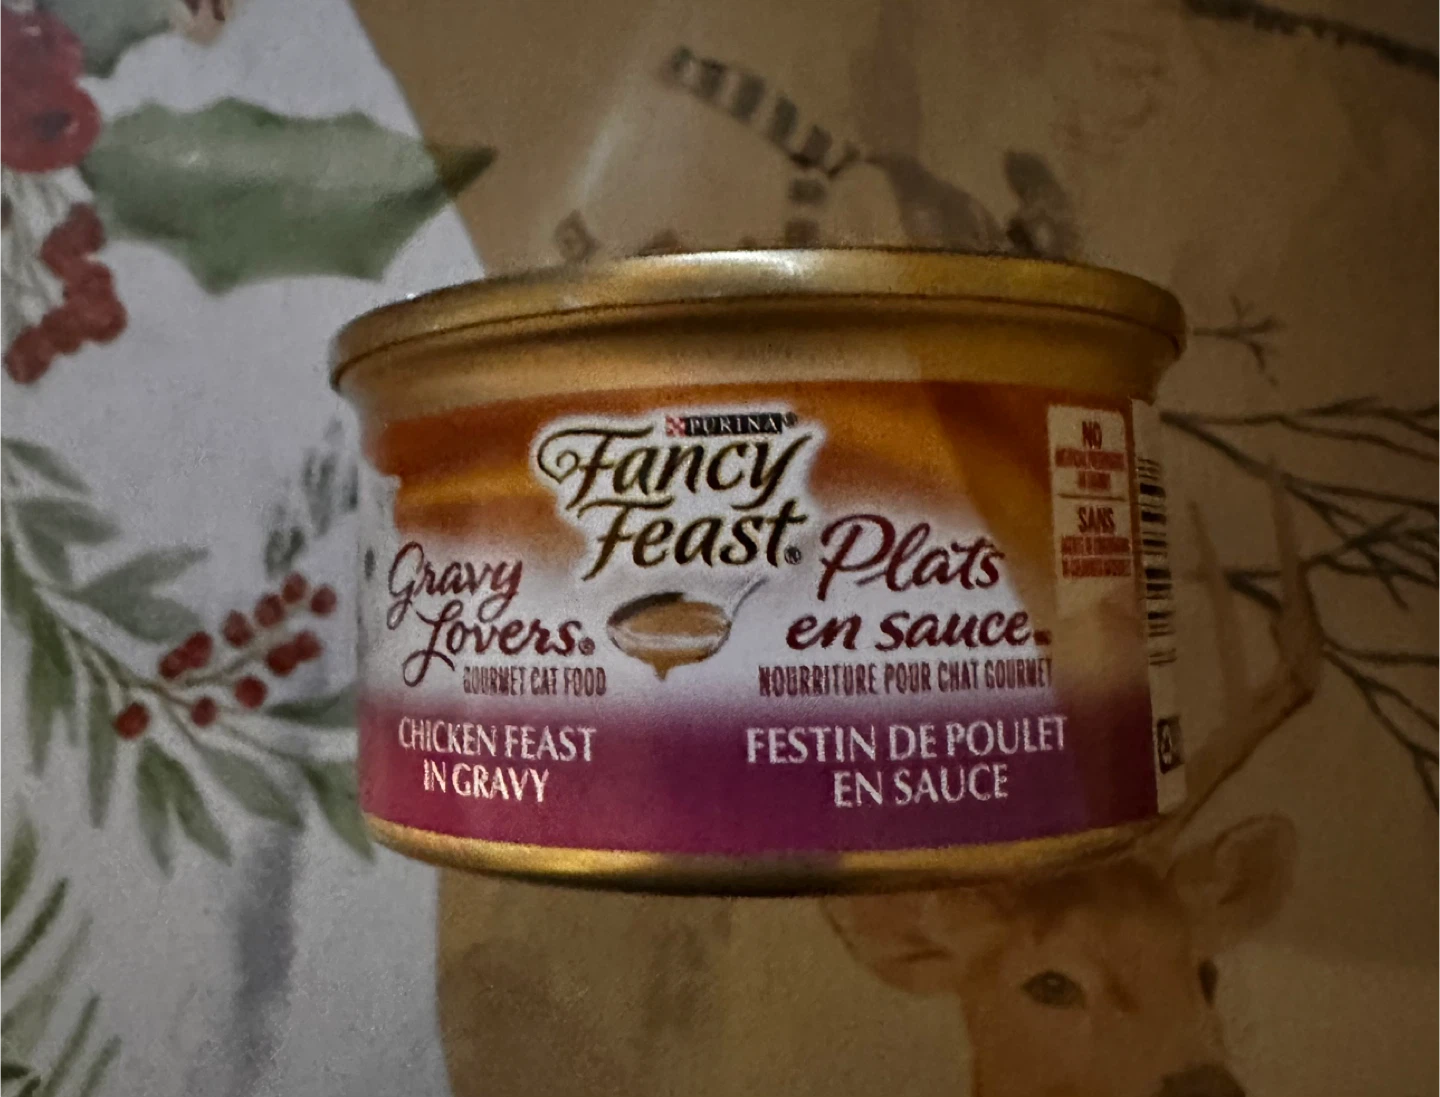 PURINA®
Fancy
Feast®
Gravy
Lovers®
GOURMET CAT FOOD
CHICKEN FEAST
IN GRAVY
Plats
en sauce
NOURRITURE POUR CHAT GOURMET
FESTIN DE POULET
EN SAUCE
NO
SANS